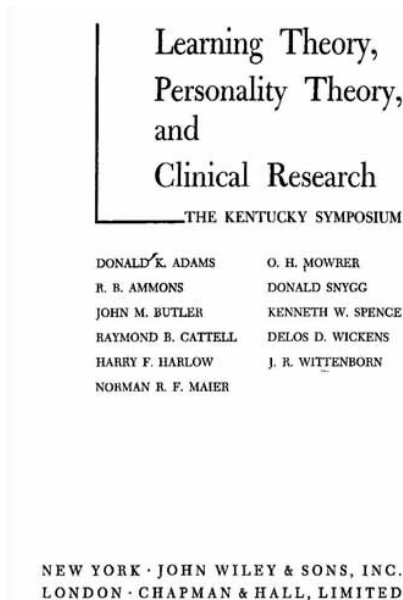 Learning Theory,
Personality Theory,
and
Clinical Research
THE KENTUCKY SYMPOSIUM
DONALD K. ADAMS
R. B. AMMONS
JOHN M. BUTLER
RAYMOND B. CATTELL
HARRY F. HARLOW
NORMAN R. F. MAIER
O. H. MOWRER
DONALD SNYGG
KENNETH W. SPENCE
DELOS D. WICKENS
J. R. WITTENBORN
NEW YORK · JOHN WILEY & SONS, INC.
LONDON · CHAPMAN & HALL, LIMITED